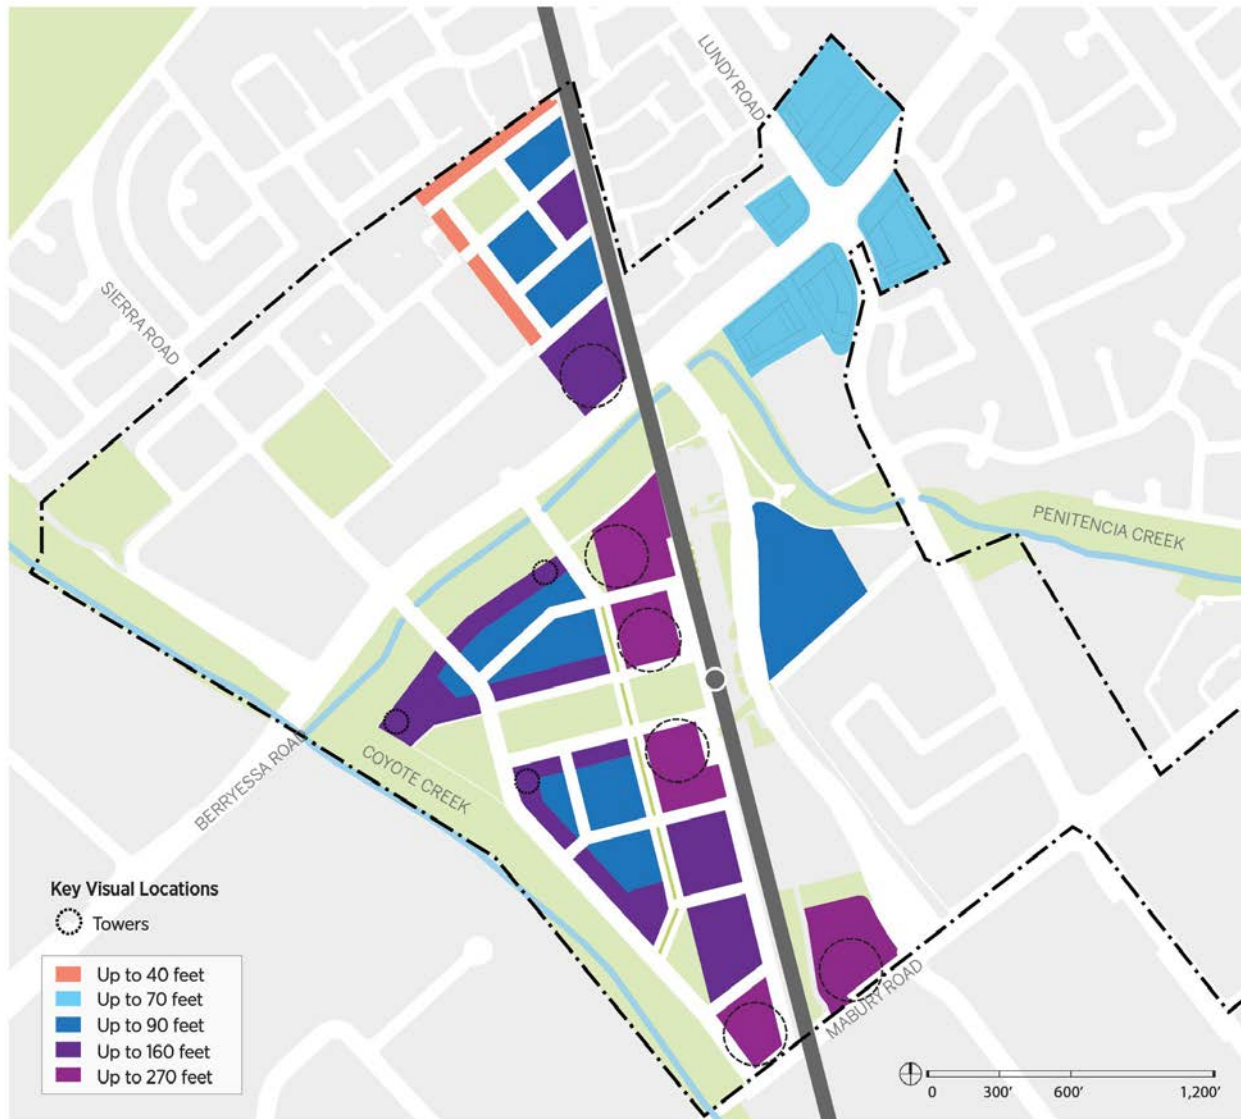 LUNDY ROAD
SIERRA ROAD
PENITENCIA CREEK
BERRYESSA ROAD
COYOTE CREEK
MABURY ROAD
Key Visual Locations
Towers
Up to 40 feet
Up to 70 feet
Up to 90 feet
Up to 160 feet
Up to 270 feet
0 300' 600' 1,200'